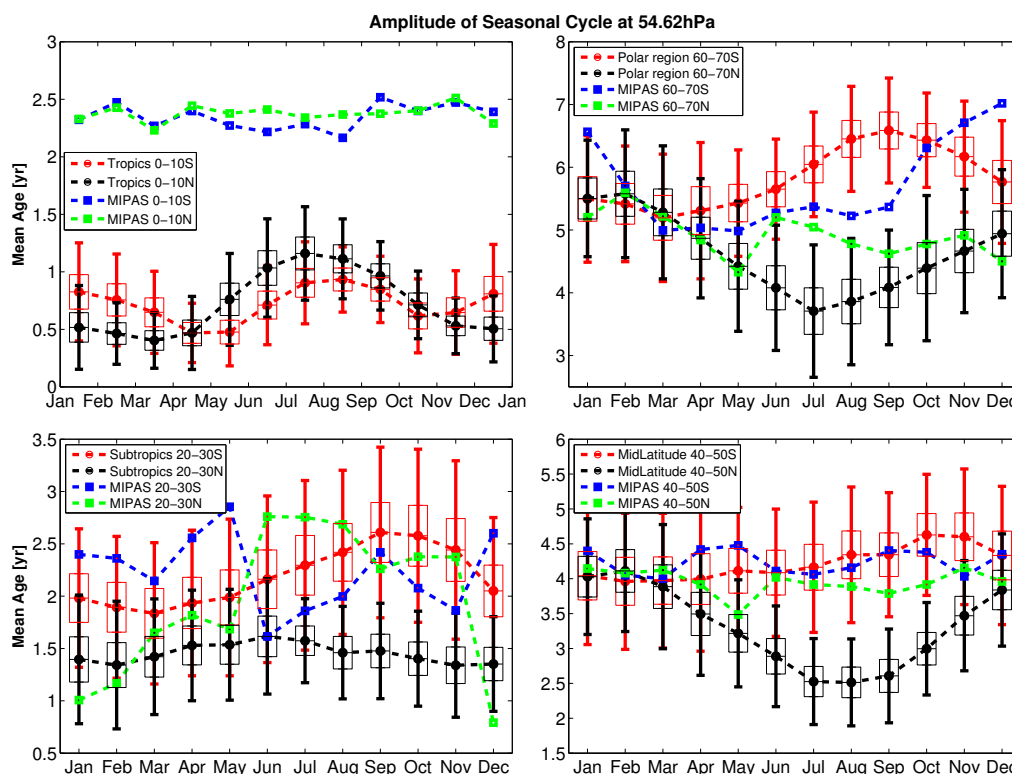 Amplitude of Seasonal Cycle at 54.62hPa
Mean Age [yr]
3
2.5
2
1.5
1
0.5
0
Tropics 0−10S
Tropics 0−10N
MIPAS 0−10S
MIPAS 0−10N
Jan Feb Mar Apr May Jun Jul Aug Sep Oct Nov Dec Jan
8
7
6
5
4
3
Polar region 60−70S
Polar region 60−70N
MIPAS 60−70S
MIPAS 60−70N
Jan Feb Mar Apr May Jun Jul Aug Sep Oct Nov Dec
Mean Age [yr]
3.5
3
2.5
2
1.5
1
0.5
Subtropics 20−30S
Subtropics 20−30N
MIPAS 20−30S
MIPAS 20−30N
Jan Feb Mar Apr May Jun Jul Aug Sep Oct Nov Dec
6
5.5
5
4.5
4
3.5
3
2.5
2
1.5
MidLatitude 40−50S
MidLatitude 40−50N
MIPAS 40−50S
MIPAS 40−50N
Jan Feb Mar Apr May Jun Jul Aug Sep Oct Nov Dec